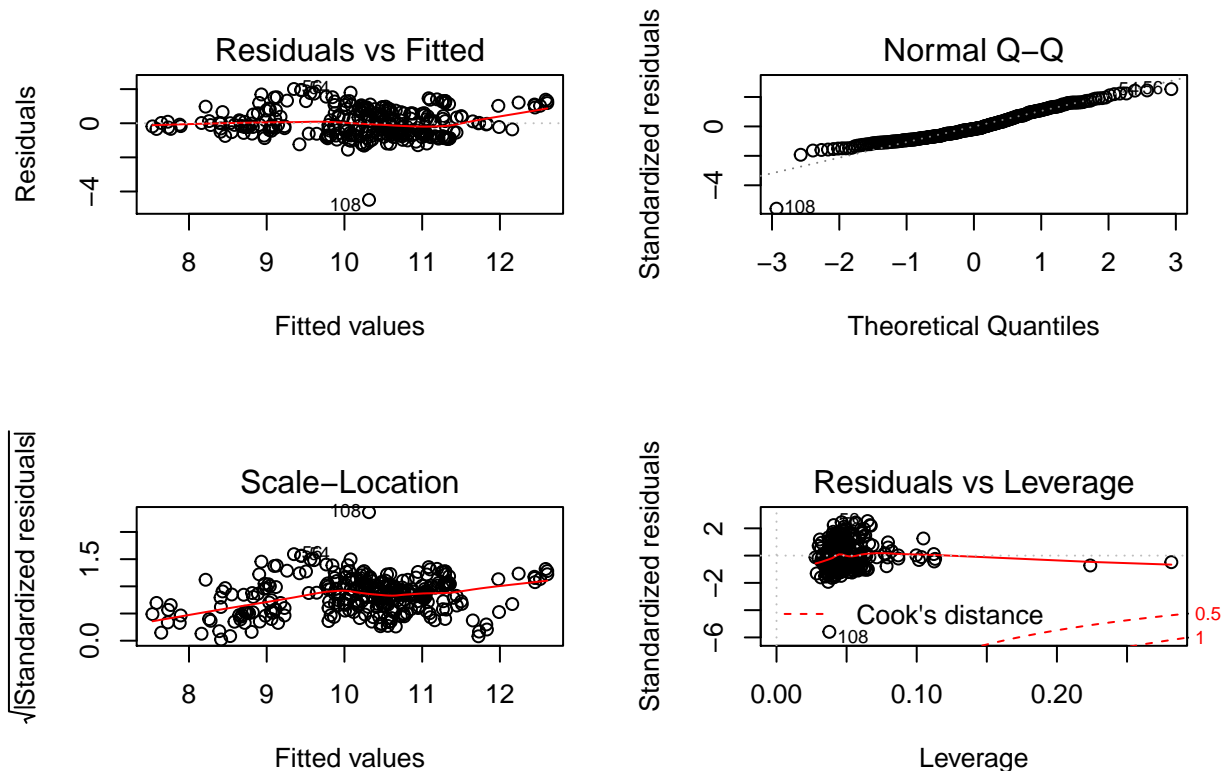 Residuals vs Fitted
Residuals
0
−4
564
108
8 9 10 11 12
Fitted values
Normal Q−Q
Standardized residuals
0
−4
108
−3 −2 −1 0 1 2 3
Theoretical Quantiles
Scale−Location
√|Standardized residuals|
1.5
0.0
108
564
8 9 10 11 12
Fitted values
Residuals vs Leverage
Standardized residuals
2
−2
−6
Cook's distance
108
0.5
1
0.00 0.10 0.20
Leverage